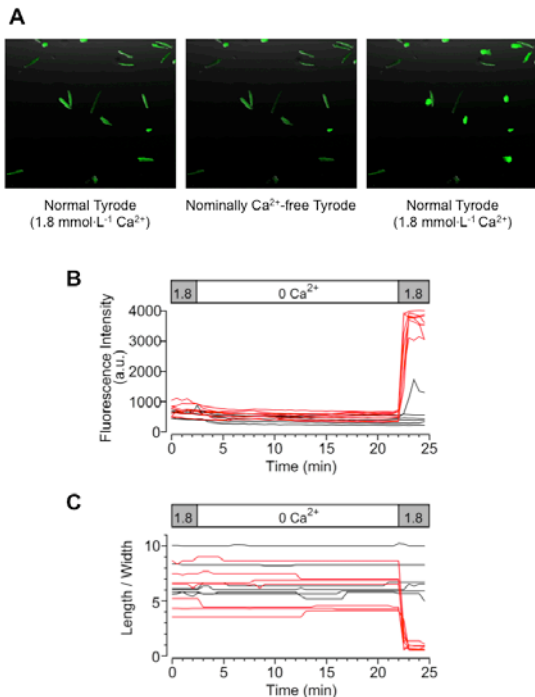 A
Normal Tyrode
(1.8 mmol·L⁻¹ Ca²⁺)
Nominally Ca²⁺-free Tyrode
Normal Tyrode
(1.8 mmol·L⁻¹ Ca²⁺)
B
1.8
0 Ca²⁺
1.8
Fluorescence Intensity
(a.u.)
4000
3000
2000
1000
0
0
5
10
15
20
25
Time (min)
C
1.8
0 Ca²⁺
1.8
Length / Width
10
5
0
0
5
10
15
20
25
Time (min)